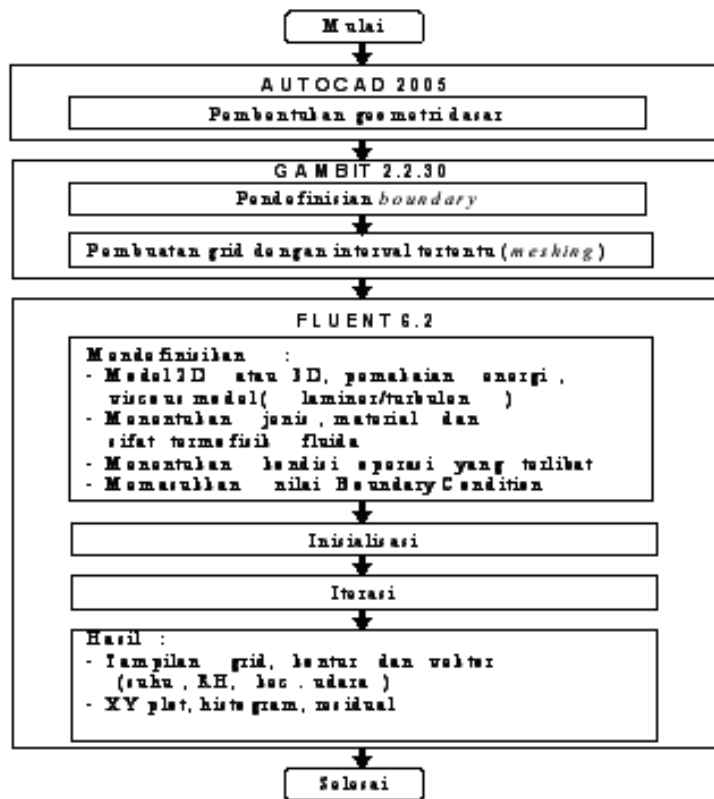 Mulai
AUTOCAD 2005
Pembentukan geometri dasar
GAMBIT 2.2.30
Pendefinisian boundary
Pembuatan grid dengan interval tertentu (meshing)
FLUENT 6.2
Mendefinisikan :
- Model 2D atau 3D, pemakaian energi,
viscous model ( laminer/turbulen )
- Menentukan jenis, material dan
sifat termofisik fluida
- Menentukan kondisi operasi yang terlibat
- Memasukkan nilai Boundary Condition
Inisialisasi
Iterasi
Hasil :
- Tampilan grid, kontur dan vektor
(suhu, RH, kec. udara )
- XY plot, histogram, residual
Selesai